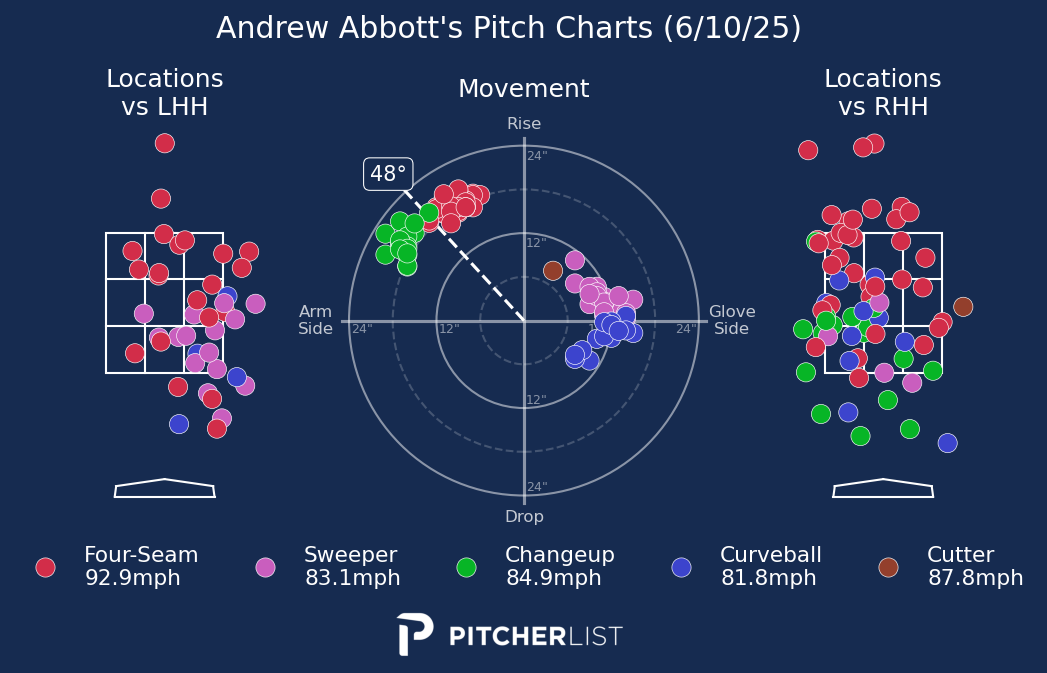 Andrew Abbott's Pitch Charts (6/10/25)
Locations
vs LHH
Movement
Locations
vs RHH
Rise
24"
48°
12"
Arm
Side
24"
12"
24"
Glove
Side
12"
24"
Drop
Four-Seam
92.9mph
Sweeper
83.1mph
Changeup
84.9mph
Curveball
81.8mph
Cutter
87.8mph
PITCHERLIST